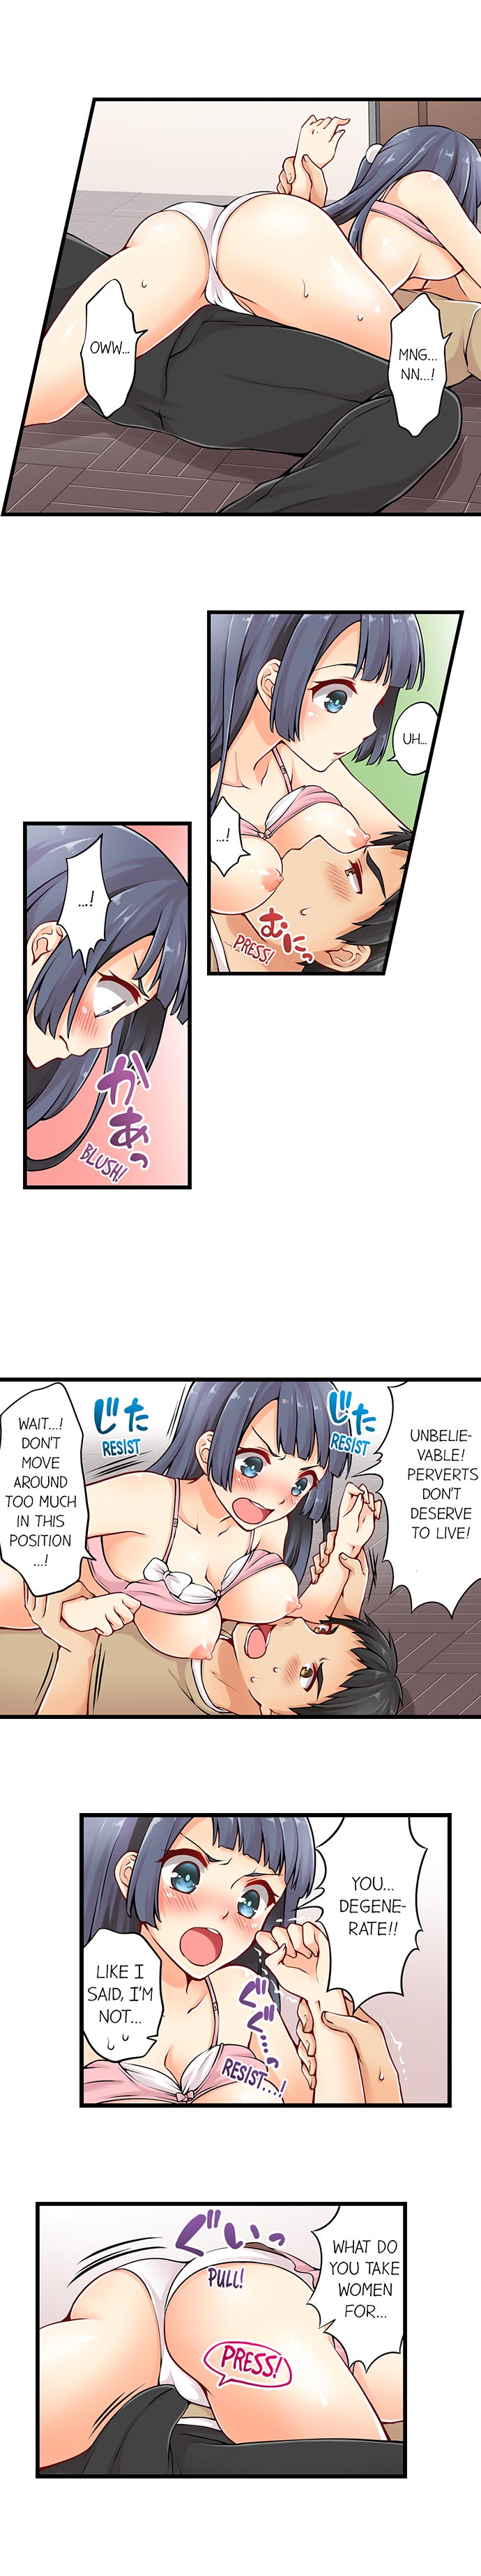 OWW...
MNG...
NN...!
UH...
...!
むにっ
PRESS!
...!
かあっ
BLUSH!
WAIT...!
DON'T
MOVE
AROUND
TOO MUCH
IN THIS
POSITION
...!
じた
RESIST
じた
RESIST
UNBELIE-
VABLE!
PERVERTS
DON'T
DESERVE
TO LIVE!
YOU...
DEGENE-
RATE!!
LIKE I
SAID, I'M
NOT...
ぐぐ...っ
RESIST...!
ぐいっ
PULL!
WHAT DO
YOU TAKE
WOMEN
FOR...
PRESS!